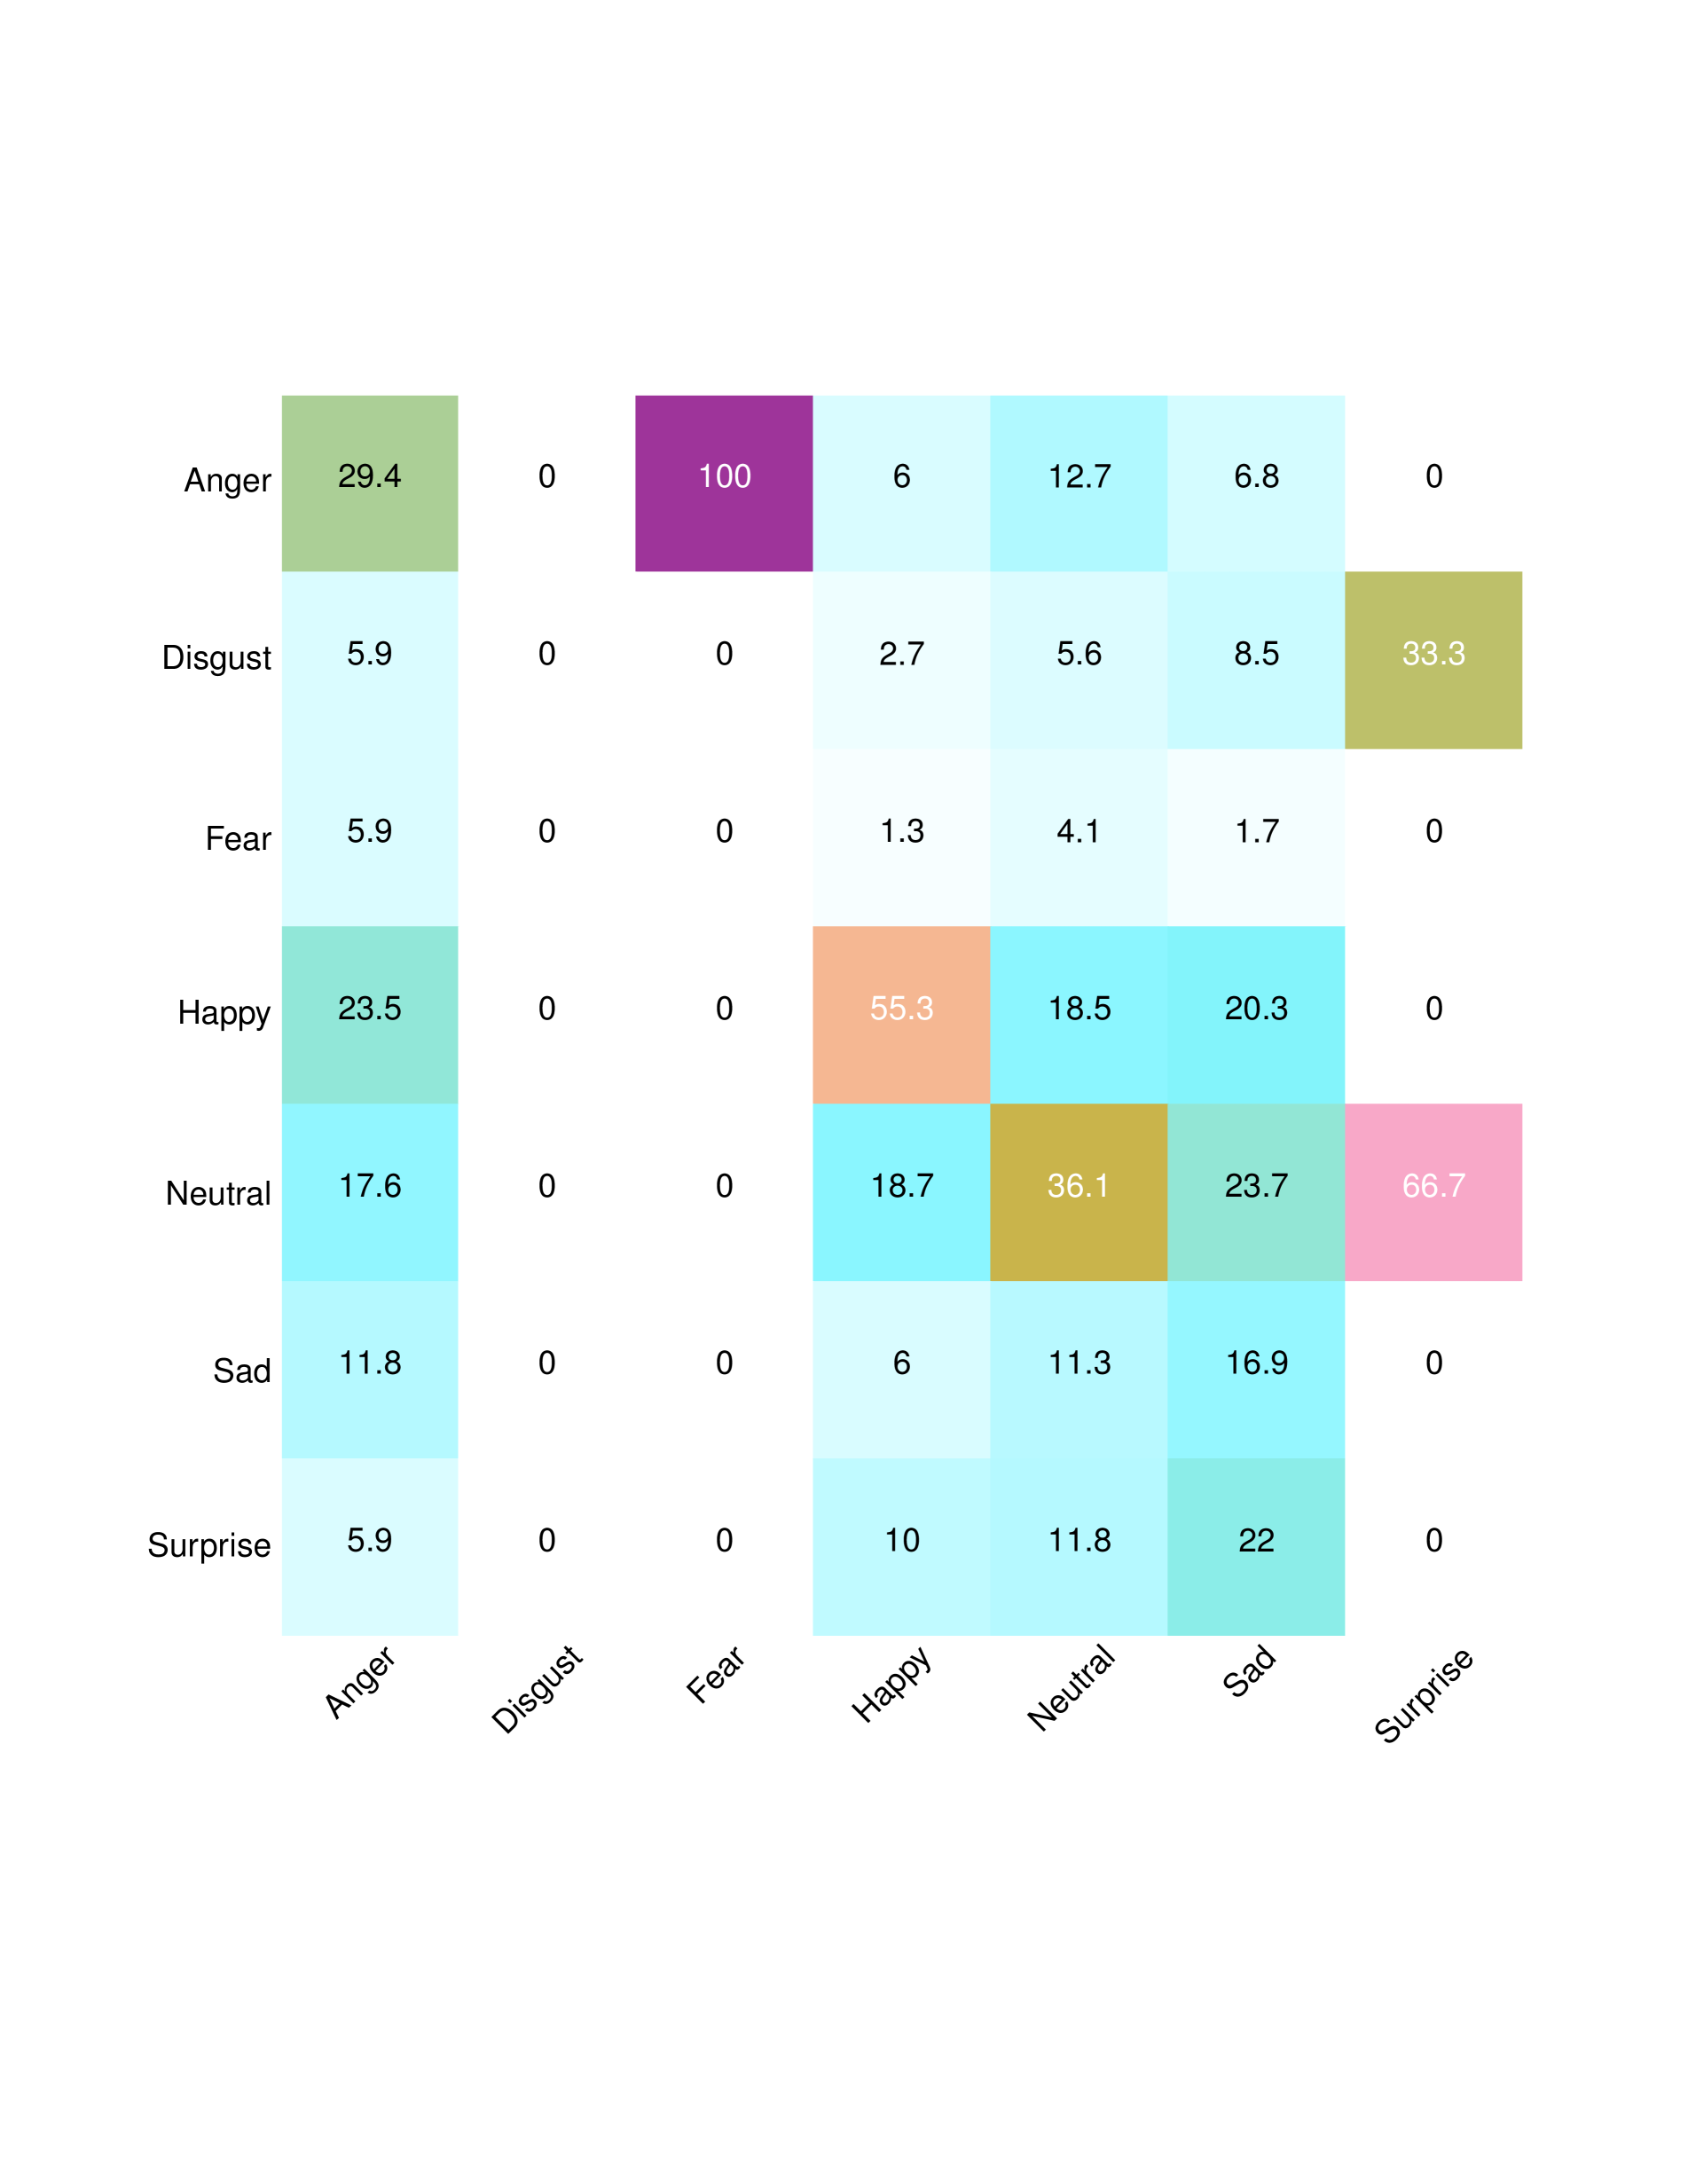 Anger 29.4 0 100 6 12.7 6.8 0
Disgust 5.9 0 0 2.7 5.6 8.5 33.3
Fear 5.9 0 0 1.3 4.1 1.7 0
Happy 23.5 0 0 55.3 18.5 20.3 0
Neutral 17.6 0 0 18.7 36.1 23.7 66.7
Sad 11.8 0 0 6 11.3 16.9 0
Surprise 5.9 0 0 10 11.8 22 0
Anger Disgust Fear Happy Neutral Sad Surprise